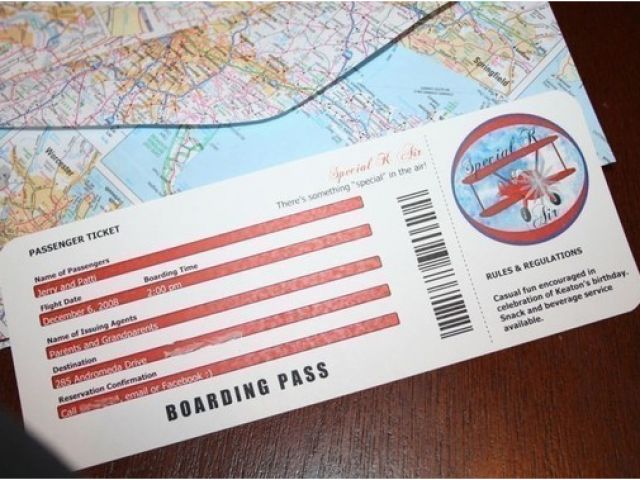 Springfield
Worcester
Special K Air
There's something "special" in the air!
PASSENGER TICKET
Name of Passengers
Jerry and Patti
Flight Date Boarding Time
December 6, 2008 2:00 pm
Name of Issuing Agents
Parents and Grandparents
Destination
285 Andromeda Drive
Reservation Confirmation
Call , email or Facebook :)
BOARDING PASS
Special K
Air
RULES & REGULATIONS
Casual fun encouraged in
celebration of Keaton's birthday.
Snack and beverage service
available.